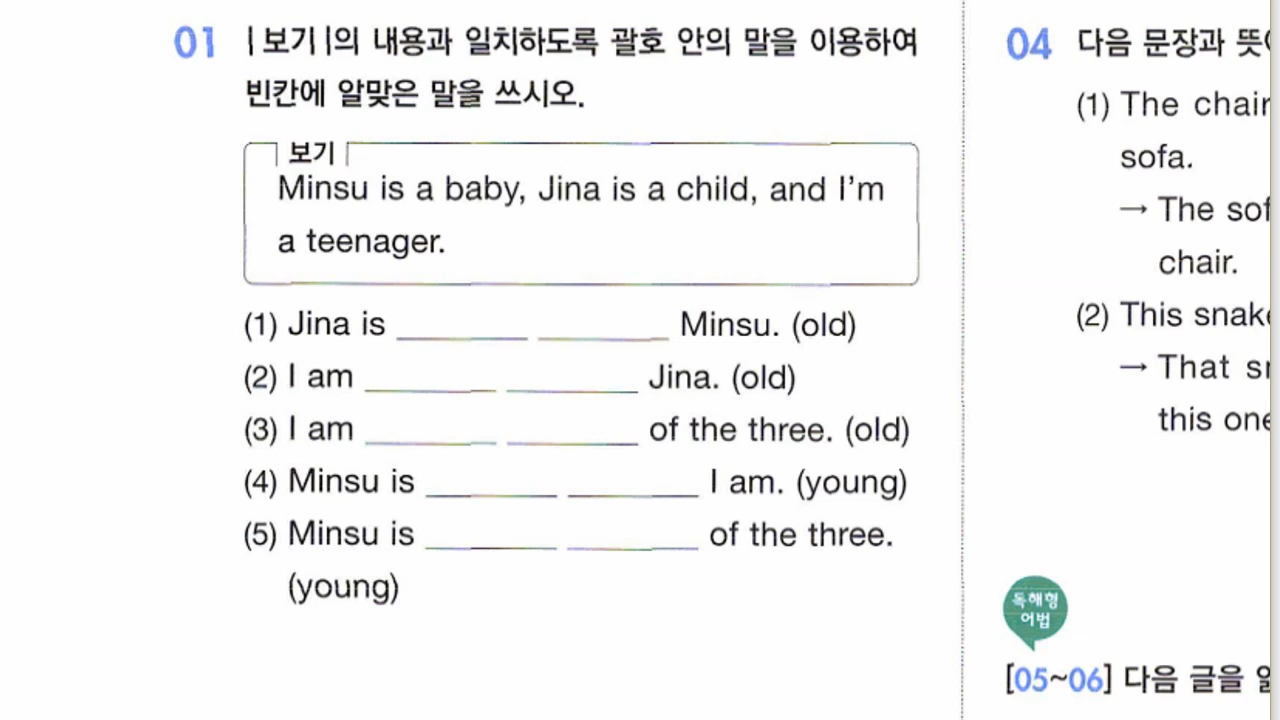 01 |보기|의 내용과 일치하도록 괄호 안의 말을 이용하여
빈칸에 알맞은 말을 쓰시오.
보기
Minsu is a baby, Jina is a child, and I'm
a teenager.
(1) Jina is ________ ________ Minsu. (old)
(2) I am ________ ________ Jina. (old)
(3) I am ________ ________ of the three. (old)
(4) Minsu is ________ ________ I am. (young)
(5) Minsu is ________ ________ of the three.
(young)
04 다음 문장과
(1) The chair
sofa.
→ The
chair.
(2) This
→ That
this
독해형
어법
[05~06] 다음 글을